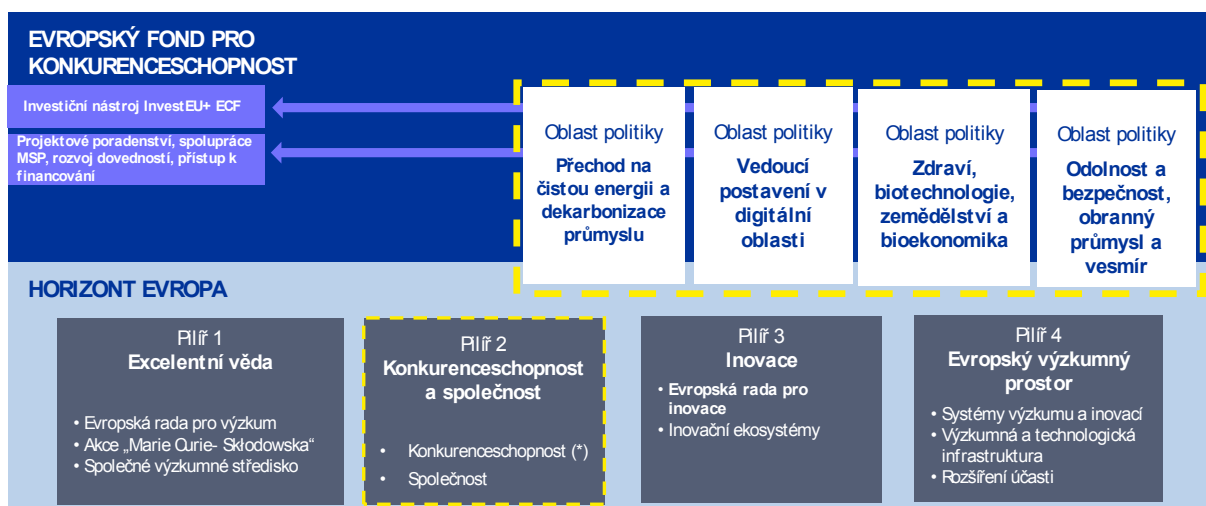 EVROPSKÝ FOND PRO
KONKURENCESCHOPNOST
Investiční nástroj InvestEU+ ECF
Projektové poradenství, spolupráce
MSP, rozvoj dovedností, přístup k
financování
Oblast politiky
Přechod na
čistou energii a
dekarbonizace
průmyslu
Oblast politiky
Vedoucí
postavení v
digitální
oblasti
Oblast politiky
Zdraví,
biotechnologie,
zemědělství a
bioekonomika
Oblast politiky
Odolnost a
bezpečnost,
obranný
průmysl a
vesmír
HORIZONT EVROPA
Pilíř 1
Excelentní věda
• Evropská rada pro výzkum
• Akce „Marie Curie- Skłodowska“
• Společné výzkumné středisko
Pilíř 2
Konkurenceschopnost
a společnost
• Konkurenceschopnost (*)
• Společnost
Pilíř 3
Inovace
• Evropská rada pro
inovace
• Inovační ekosystémy
Pilíř 4
Evropský výzkumný
prostor
• Systémy výzkumu a inovací
• Výzkumná a technologická
infrastruktura
• Rozšíření účasti